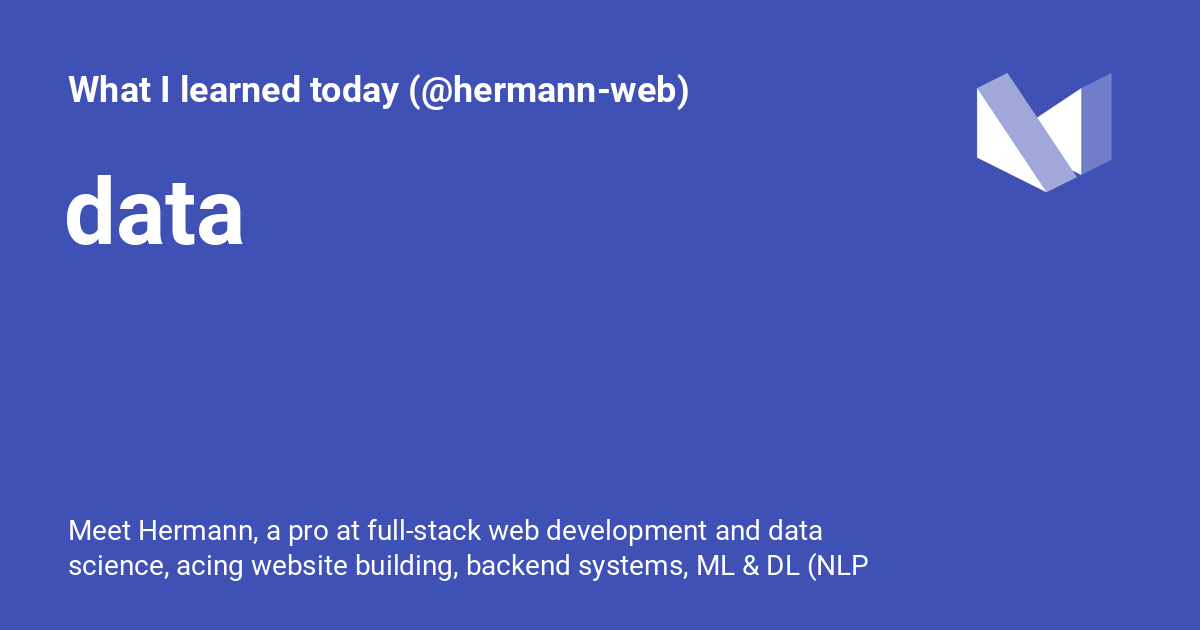 What I learned today (@hermann-web)
data
Meet Hermann, a pro at full-stack web development and data
science, acing website building, backend systems, ML & DL (NLP